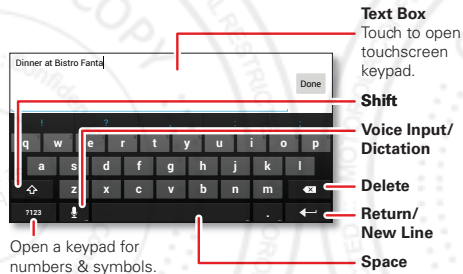 Text Box
Touch to open
touchscreen
keypad.
Dinner at Bistro Fanta
Done
Shift
! ? , : ;
q w e r t y u i o p
Voice Input/
Dictation
a s d f g h j k l
z x c v b n m
Delete
?123 .
Return/
New Line
Open a keypad for
numbers & symbols.
Space